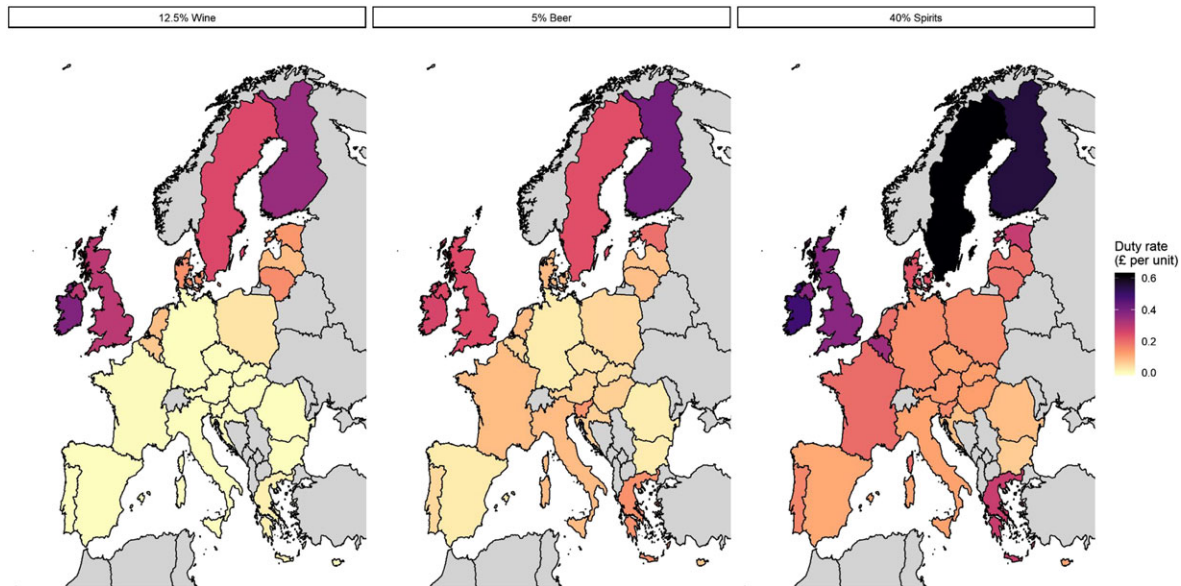 12.5% Wine
5% Beer
40% Spirits
Duty rate
(£ per unit)
0.6
0.4
0.2
0.0